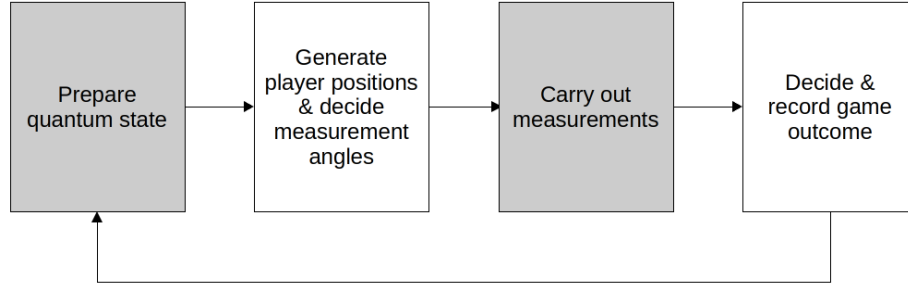 Prepare
quantum state
Generate
player positions
& decide
measurement
angles
Carry out
measurements
Decide &
record game
outcome